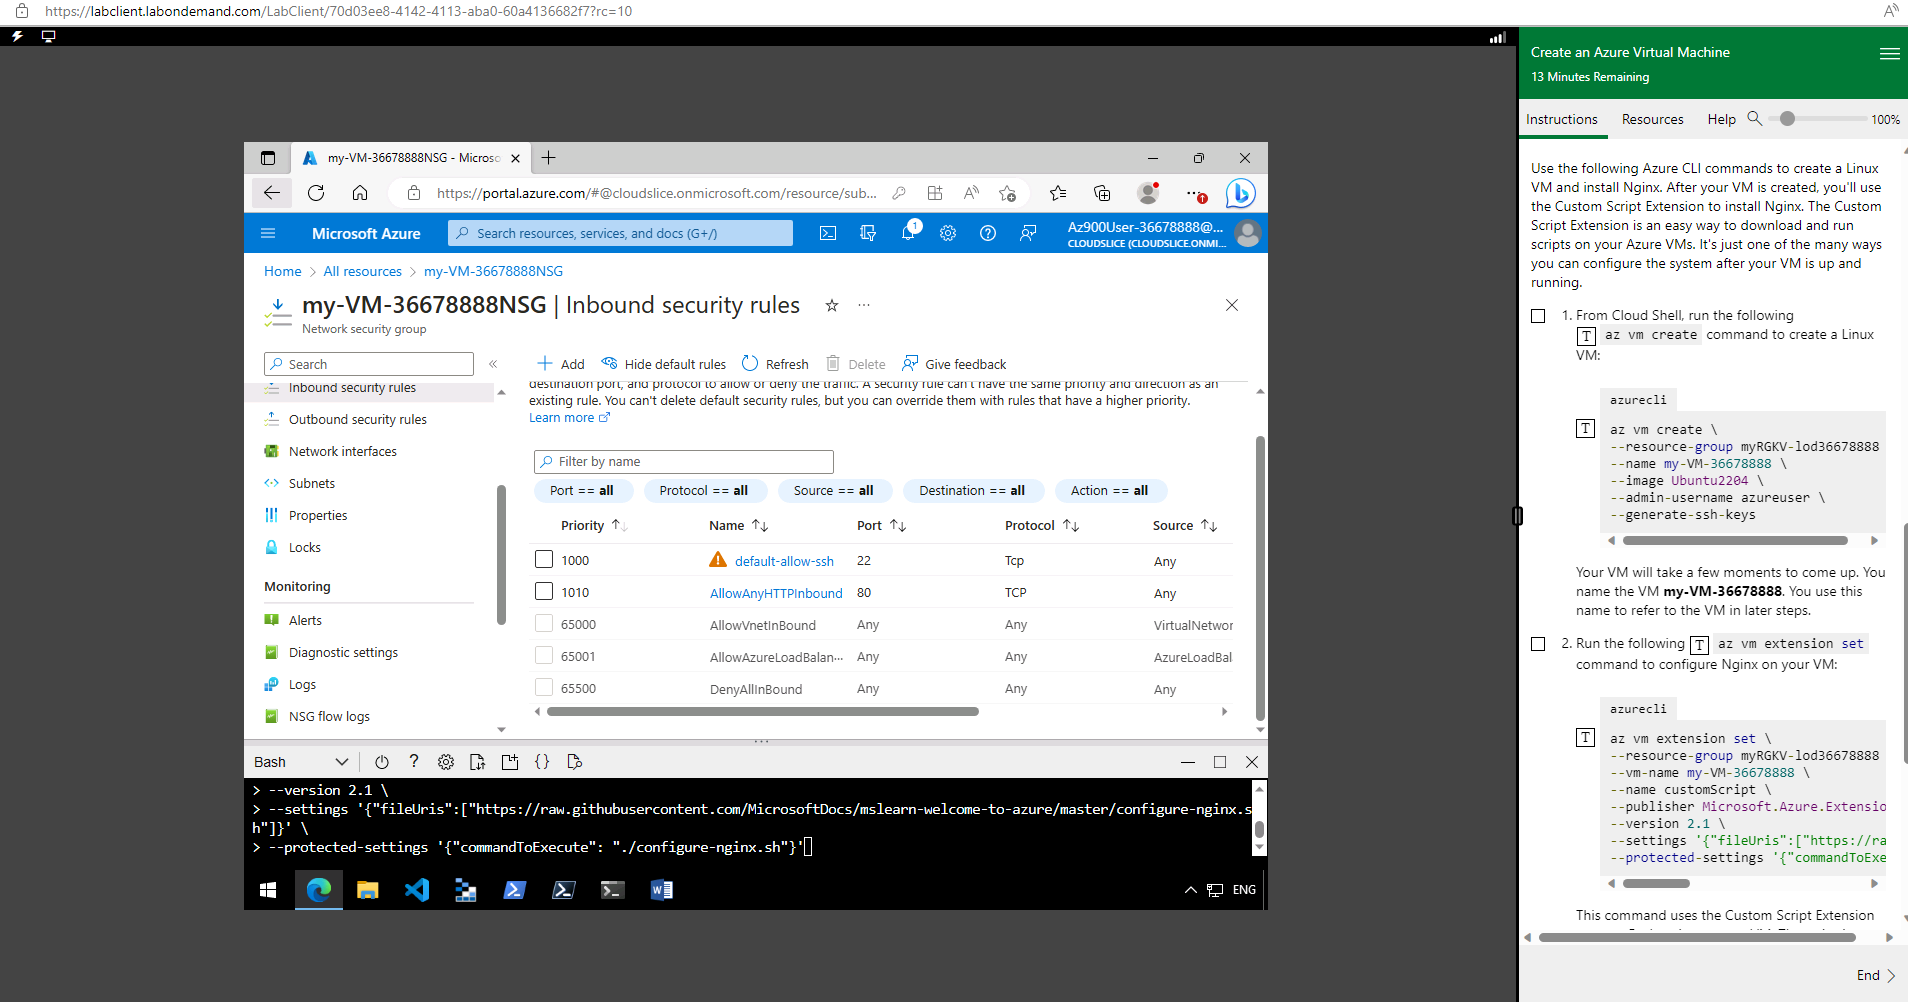 https://labclient.labondemand.com/LabClient/70d03ee8-4142-4113-aba0-60a4136682f7?rc=10
Create an Azure Virtual Machine
13 Minutes Remaining
Instructions Resources Help 100%
my-VM-36678888NSG - Microso
https://portal.azure.com/#@cloudslice.onmicrosoft.com/resource/sub...
Microsoft Azure
Search resources, services, and docs (G+/)
1
Az900User-36678888@...
CLOUDSLICE (CLOUDSLICE.ONMI...
Home > All resources > my-VM-36678888NSG
my-VM-36678888NSG | Inbound security rules
Network security group
Search
Inbound security rules
Outbound security rules
Network interfaces
Subnets
Properties
Locks
Monitoring
Alerts
Diagnostic settings
Logs
NSG flow logs
Add Hide default rules Refresh Delete Give feedback
destination port, and protocol to allow or deny the traffic. A security rule can't have the same priority and direction as an
existing rule. You can't delete default security rules, but you can override them with rules that have a higher priority.
Learn more
Filter by name
Port == all Protocol == all Source == all Destination == all Action == all
Priority Name Port Protocol Source
1000 default-allow-ssh 22 Tcp Any
1010 AllowAnyHTTPInbound 80 TCP Any
65000 AllowVnetInBound Any Any VirtualNetwor
65001 AllowAzureLoadBalan... Any Any AzureLoadBal
65500 DenyAllInBound Any Any Any
Bash
> --version 2.1 \
> --settings '{"fileUris":["https://raw.githubusercontent.com/MicrosoftDocs/mslearn-welcome-to-azure/master/configure-nginx.s
h"]}' \
> --protected-settings '{"commandToExecute": "./configure-nginx.sh"}'
ENG
Use the following Azure CLI commands to create a Linux
VM and install Nginx. After your VM is created, you'll use
the Custom Script Extension to install Nginx. The Custom
Script Extension is an easy way to download and run
scripts on your Azure VMs. It's just one of the many ways
you can configure the system after your VM is up and
running.
1. From Cloud Shell, run the following
T az vm create command to create a Linux
VM:
azurecli
T
az vm create \
--resource-group myRGKV-lod36678888
--name my-VM-36678888 \
--image Ubuntu2204 \
--admin-username azureuser \
--generate-ssh-keys
Your VM will take a few moments to come up. You
name the VM my-VM-36678888. You use this
name to refer to the VM in later steps.
2. Run the following T az vm extension set
command to configure Nginx on your VM:
azurecli
T
az vm extension set \
--resource-group myRGKV-lod36678888
--vm-name my-VM-36678888 \
--name customScript \
--publisher Microsoft.Azure.Extensio
--version 2.1 \
--settings '{"fileUris":["https://ra
--protected-settings '{"commandToExe
This command uses the Custom Script Extension
End